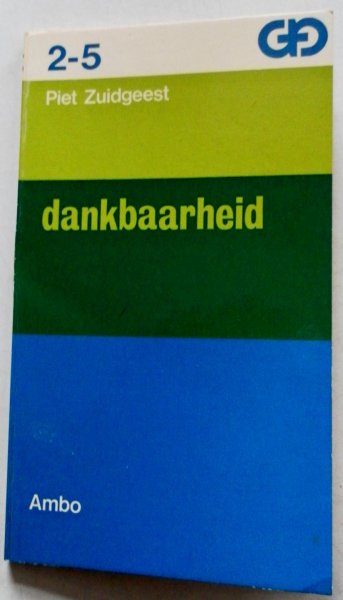 2-5
Piet Zuidgeest
dankbaarheid
Ambo